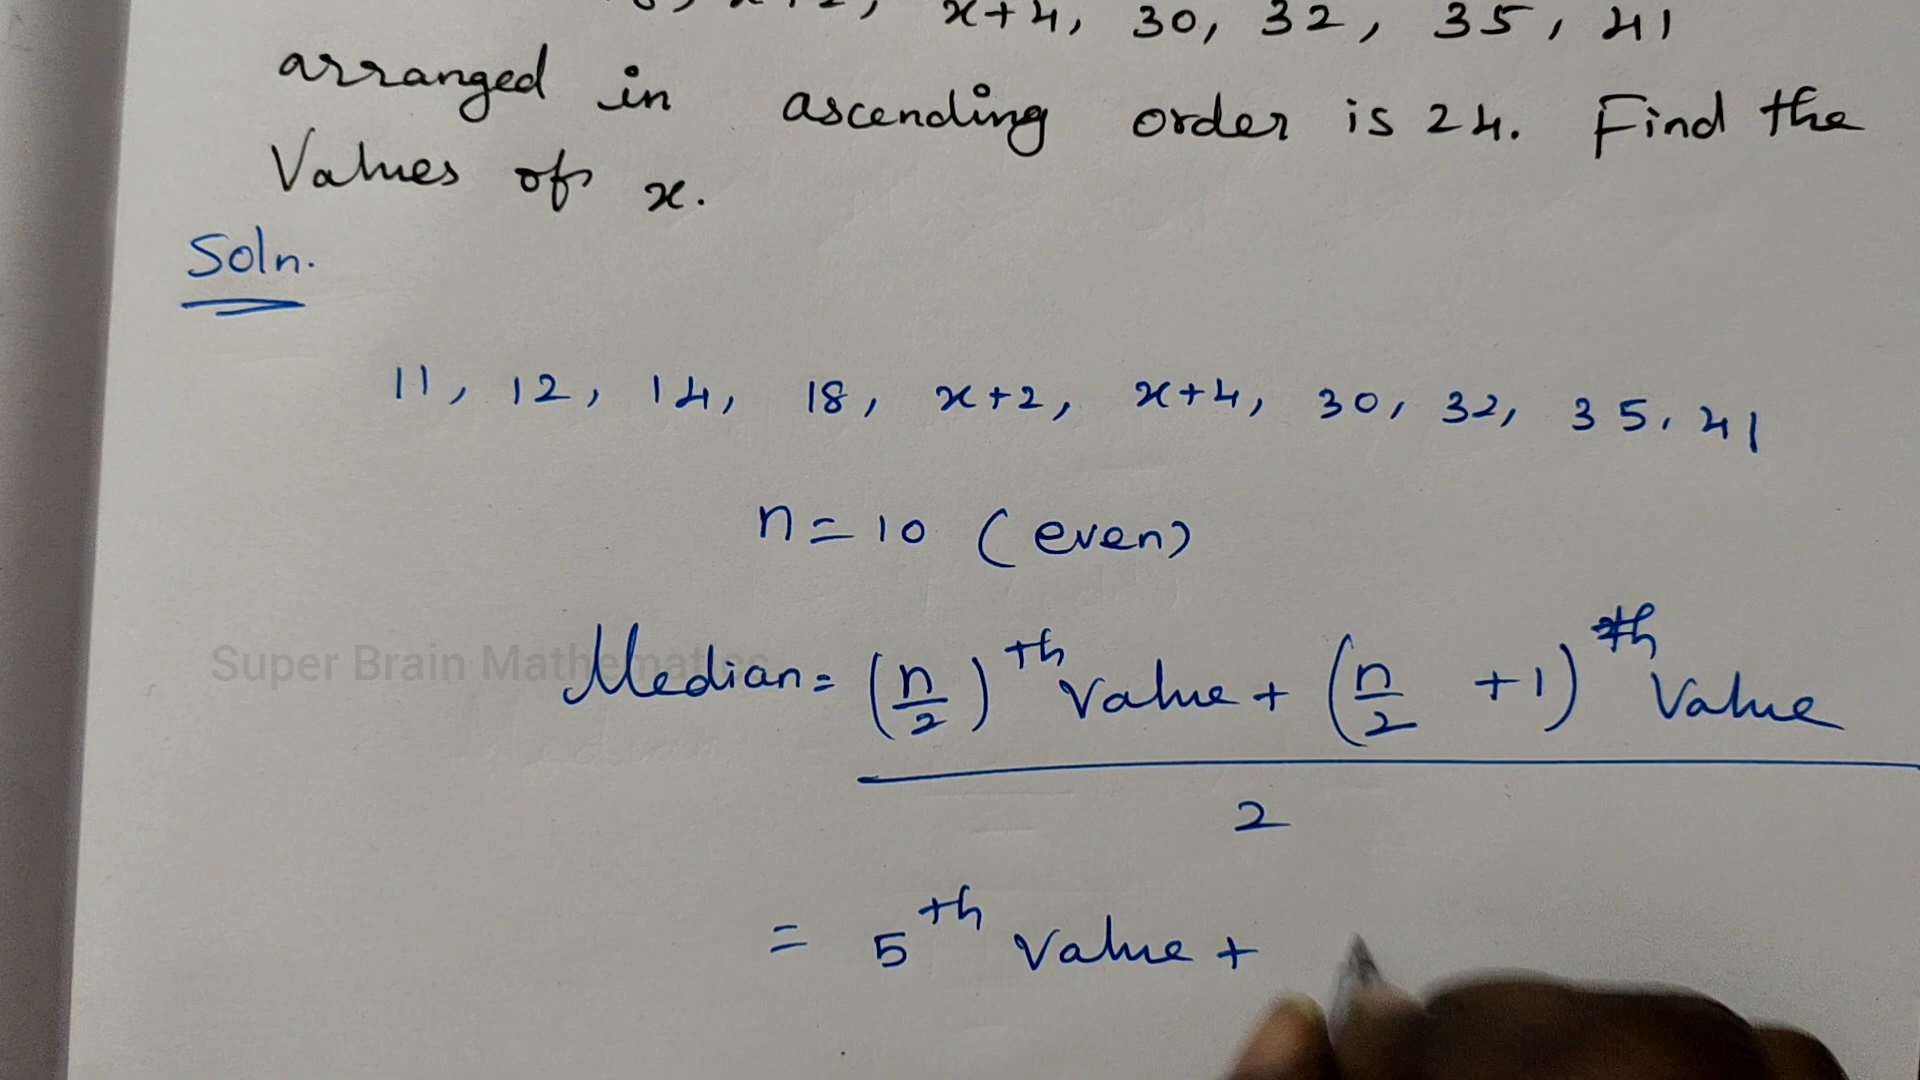 x+4, 30, 32, 35, 41
arranged in ascending order is 24. Find the
Values of x.
Soln.
11, 12, 14, 18, x+2, x+4, 30, 32, 35, 41
n = 10 (even)
Median = (n/2)th Value + (n/2 + 1)th Value
2
= 5th Value +
Super Brain Mathematics